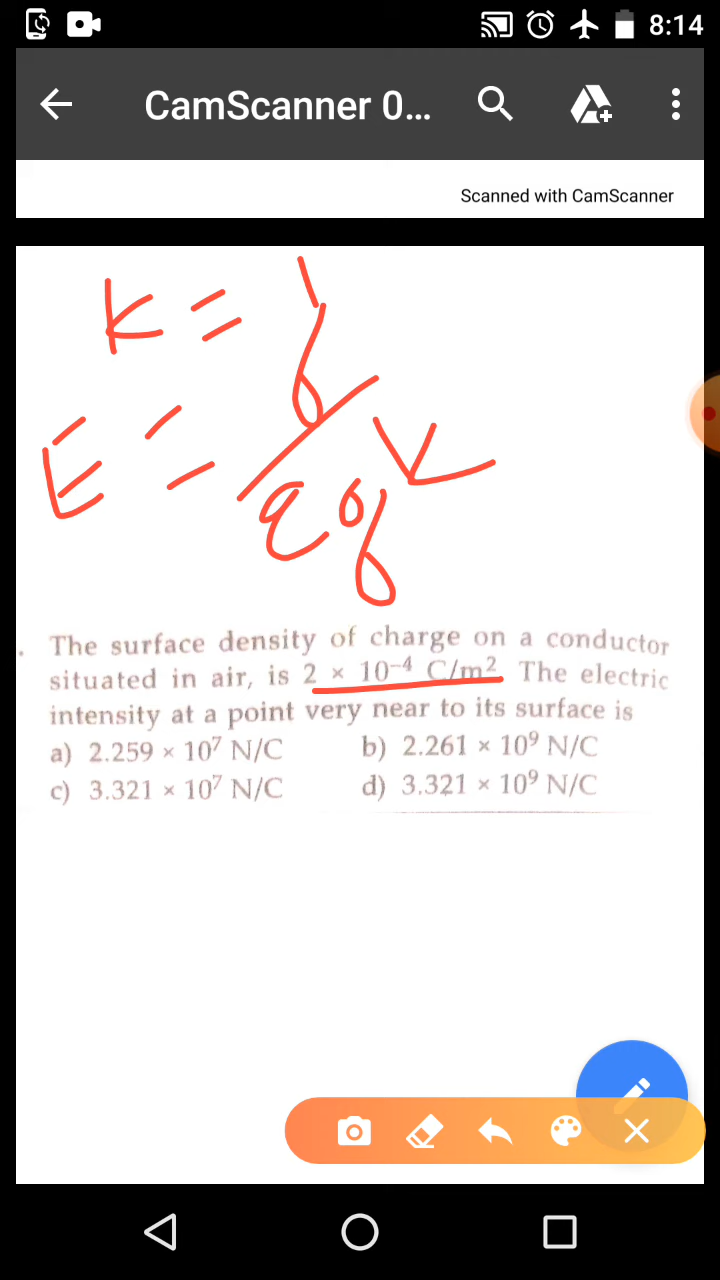 8:14
CamScanner 0...
Scanned with CamScanner
K = 1
E = σ/ε₀K
. The surface density of charge on a conductor
situated in air, is 2 × 10⁻⁴ C/m². The electric
intensity at a point very near to its surface is
a) 2.259 × 10⁷ N/C b) 2.261 × 10⁹ N/C
c) 3.321 × 10⁷ N/C d) 3.321 × 10⁹ N/C